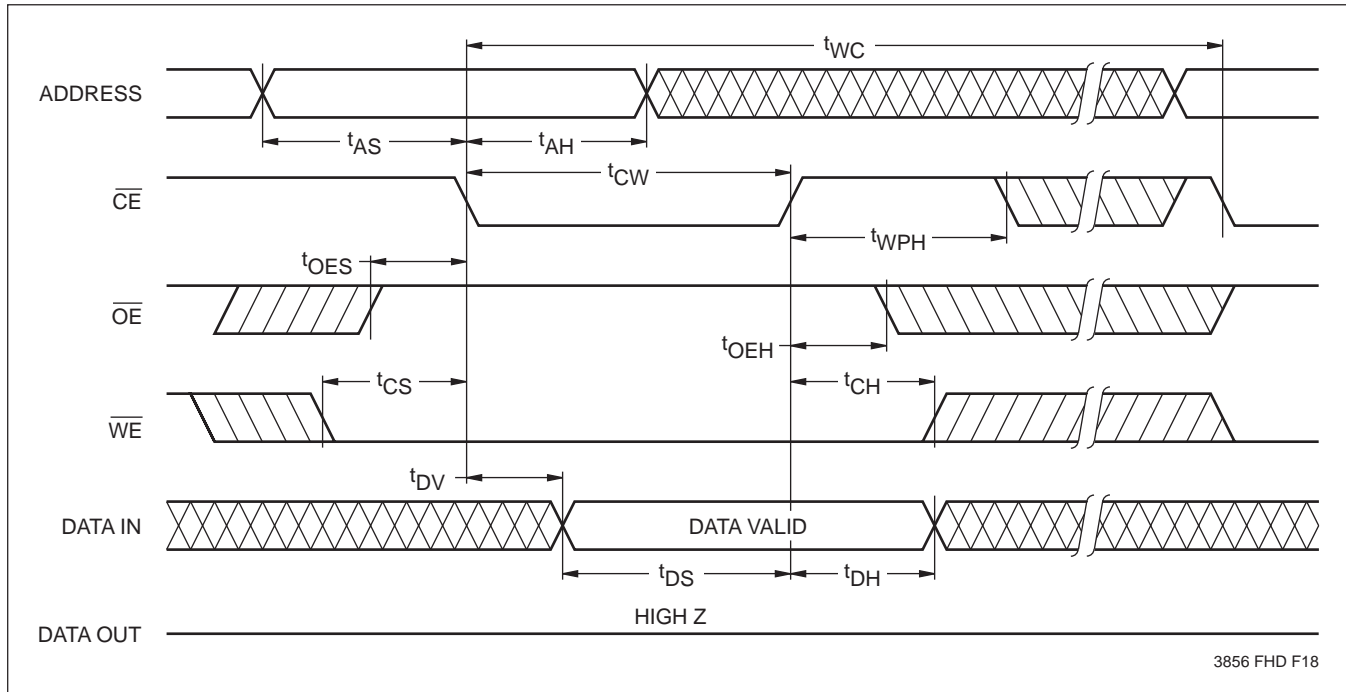 tWC
ADDRESS
tAS
tAH
tCW
CE
tWPH
tOES
OE
tOEH
tCS
tCH
WE
tDV
DATA IN
DATA VALID
tDS
tDH
HIGH Z
DATA OUT
3856 FHD F18